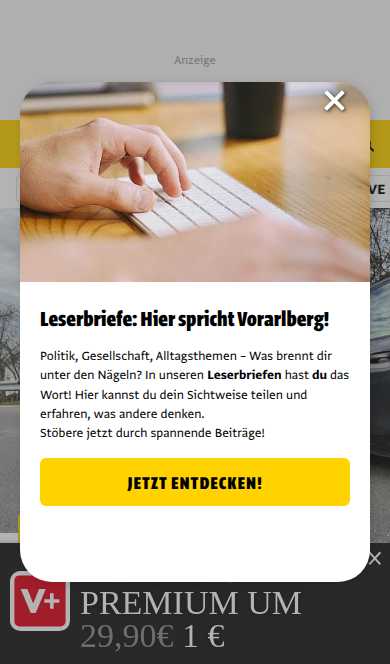 Anzeige
VE
Leserbriefe: Hier spricht Vorarlberg!
Politik, Gesellschaft, Alltagsthemen – Was brennt dir
unter den Nägeln? In unseren Leserbriefen hast du das
Wort! Hier kannst du dein Sichtweise teilen und
erfahren, was andere denken.
Stöbere jetzt durch spannende Beiträge!
JETZT ENTDECKEN!
V+
PREMIUM UM
29,90€ 1 €